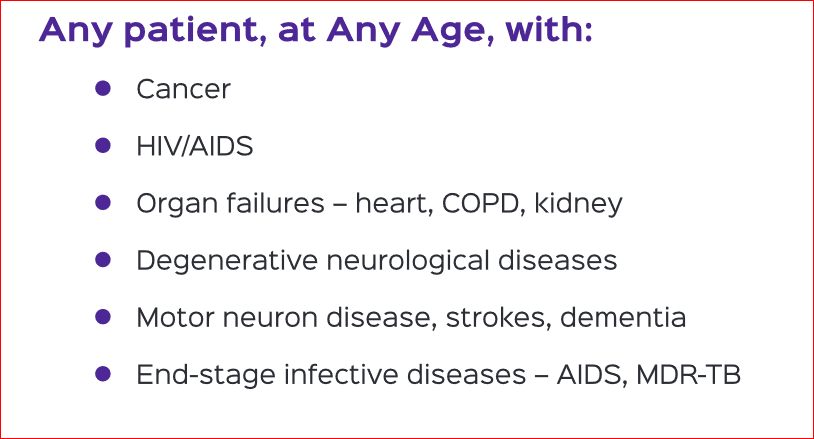 Any patient, at Any Age, with:
Cancer
HIV/AIDS
Organ failures – heart, COPD, kidney
Degenerative neurological diseases
Motor neuron disease, strokes, dementia
End-stage infective diseases – AIDS, MDR-TB